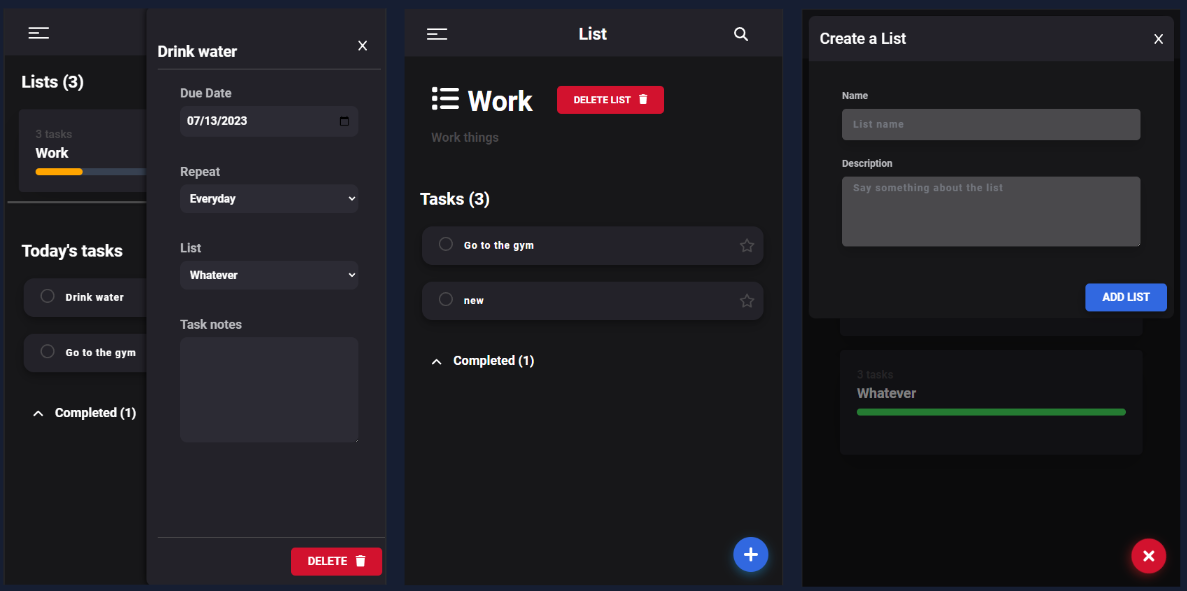 Lists (3)
3 tasks
Work
Today's tasks
Drink water
Go to the gym
Completed (1)
Drink water
X
Due Date
07/13/2023
Repeat
Everyday
List
Whatever
Task notes
DELETE
List
Work
DELETE LIST
Work things
Tasks (3)
Go to the gym
new
Completed (1)
Create a List
X
Name
List name
Description
Say something about the list
ADD LIST
3 tasks
Whatever